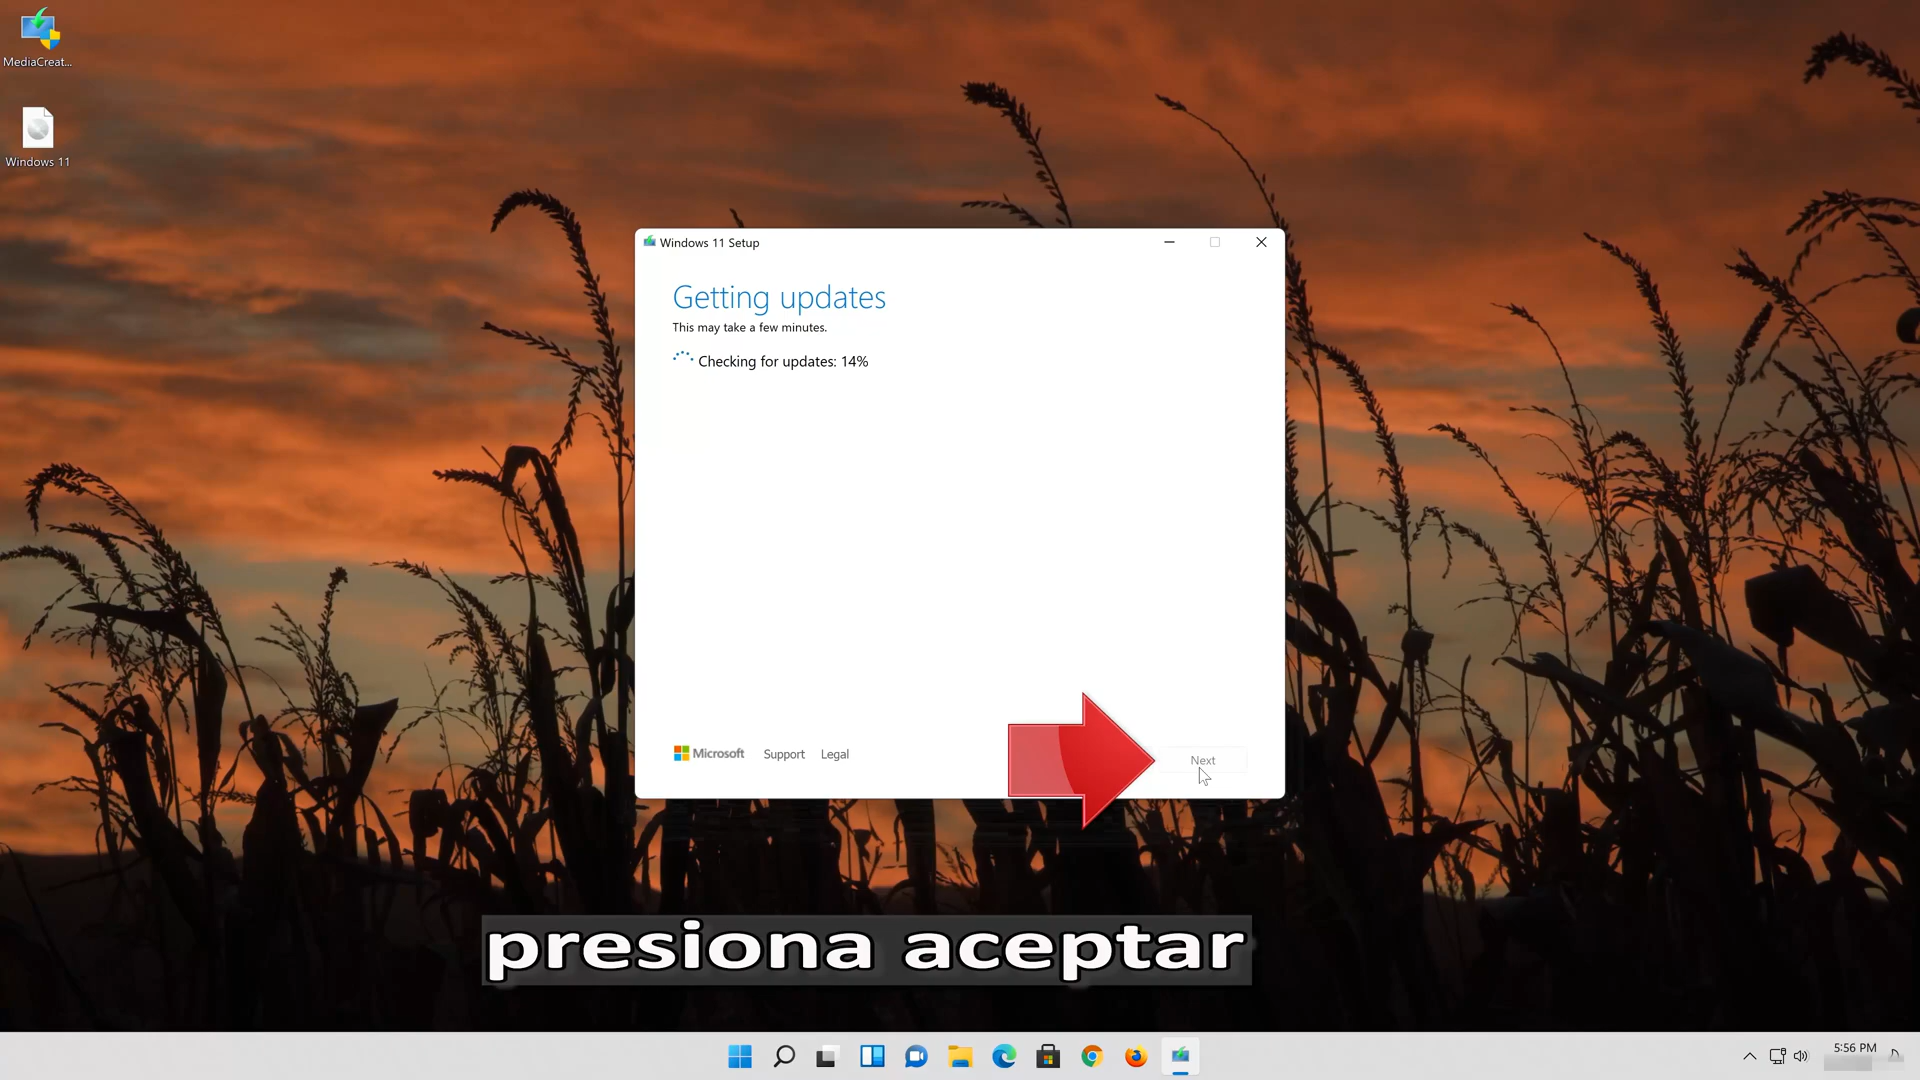 MediaCreat...
Windows 11
Windows 11 Setup
Getting updates
This may take a few minutes.
Checking for updates: 14%
Microsoft Support Legal
Next
presiona aceptar
5:56 PM